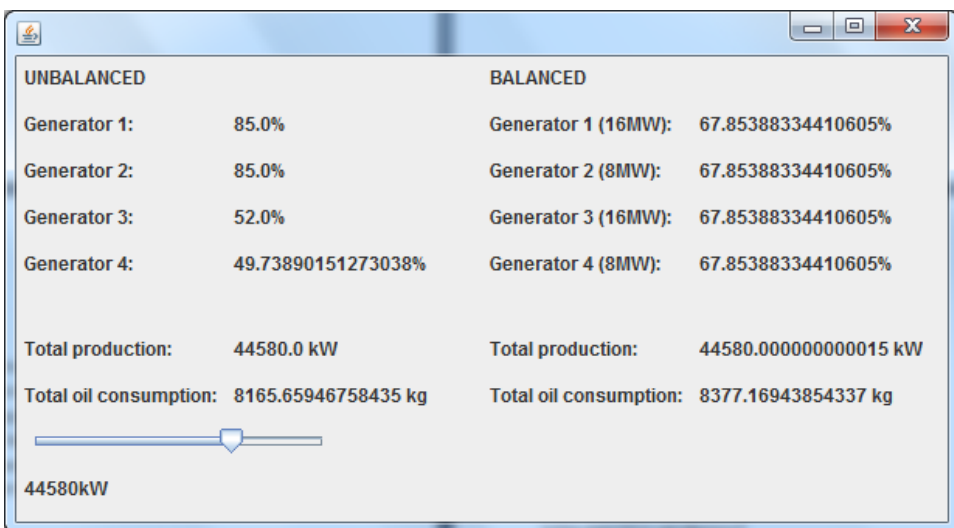 UNBALANCED BALANCED
Generator 1: 85.0% Generator 1 (16MW): 67.85388334410605%
Generator 2: 85.0% Generator 2 (8MW): 67.85388334410605%
Generator 3: 52.0% Generator 3 (16MW): 67.85388334410605%
Generator 4: 49.73890151273038% Generator 4 (8MW): 67.85388334410605%
Total production: 44580.0 kW Total production: 44580.000000000015 kW
Total oil consumption: 8165.65946758435 kg Total oil consumption: 8377.16943854337 kg
44580kW